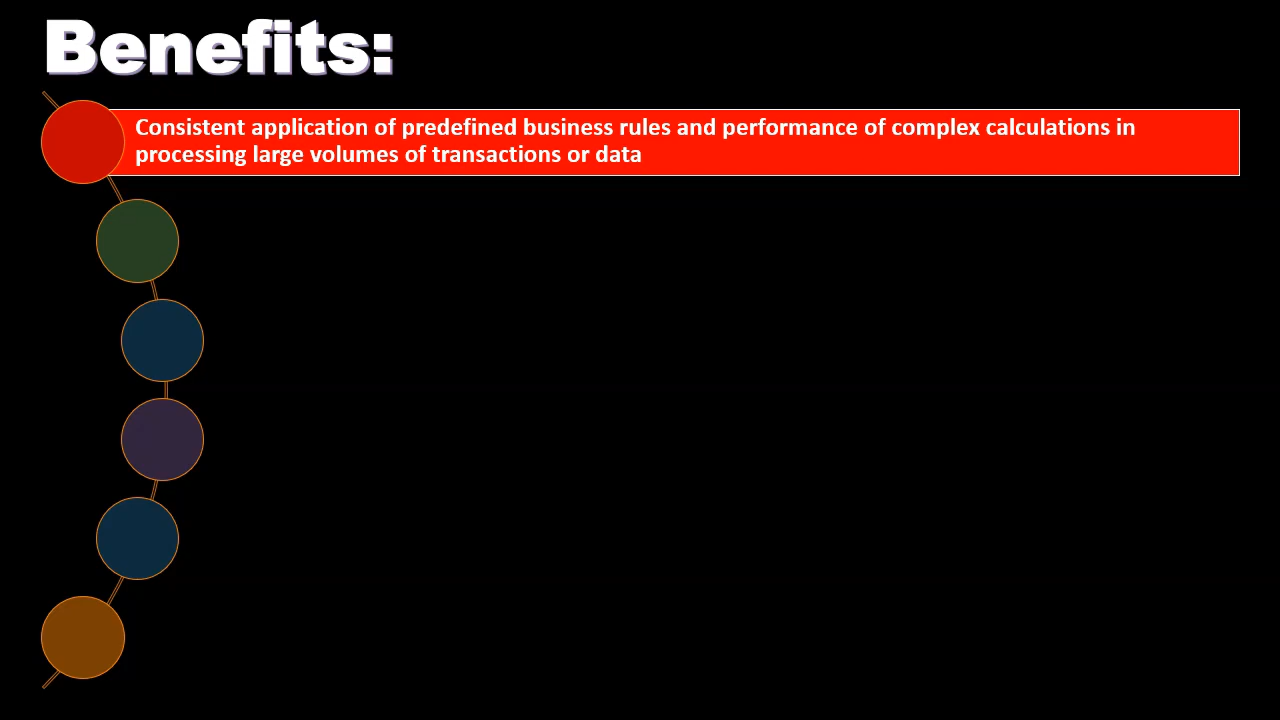 Benefits:
Consistent application of predefined business rules and performance of complex calculations in
processing large volumes of transactions or data